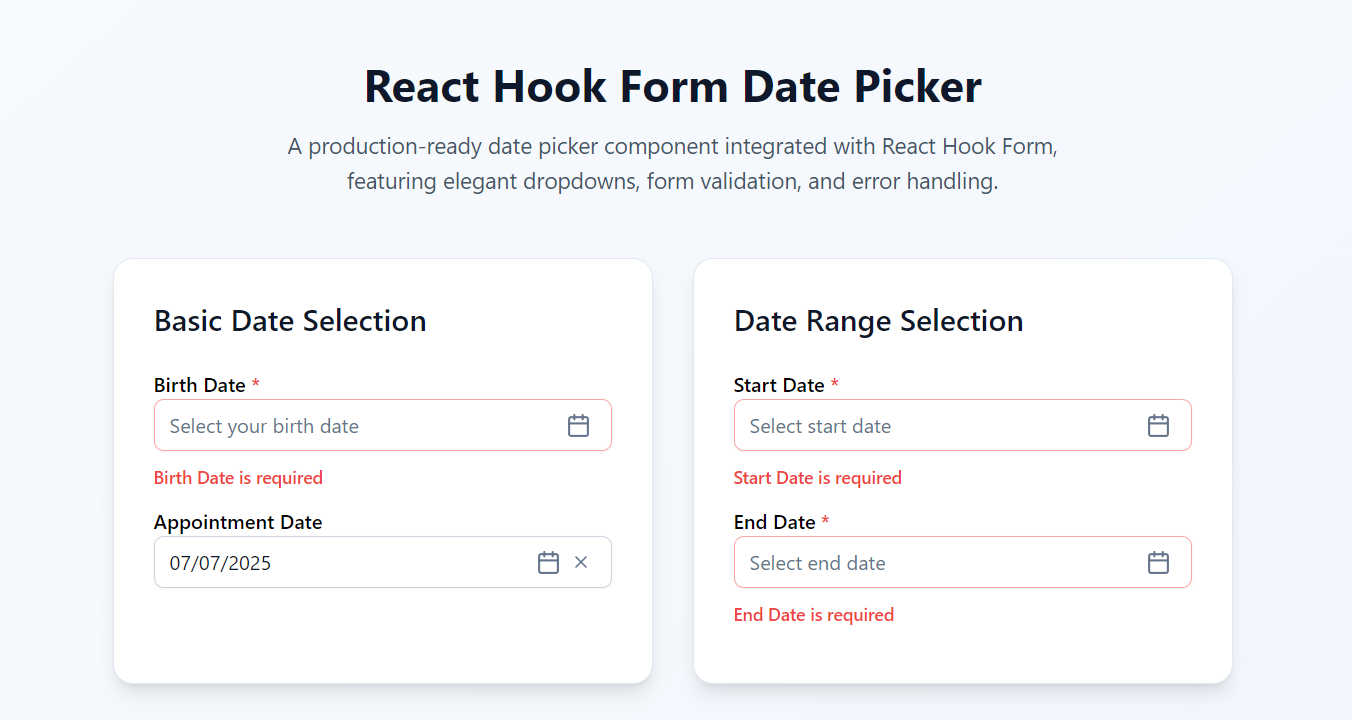 React Hook Form Date Picker
A production-ready date picker component integrated with React Hook Form,
featuring elegant dropdowns, form validation, and error handling.
Basic Date Selection
Birth Date *
Select your birth date
Birth Date is required
Appointment Date
07/07/2025
Date Range Selection
Start Date *
Select start date
Start Date is required
End Date *
Select end date
End Date is required